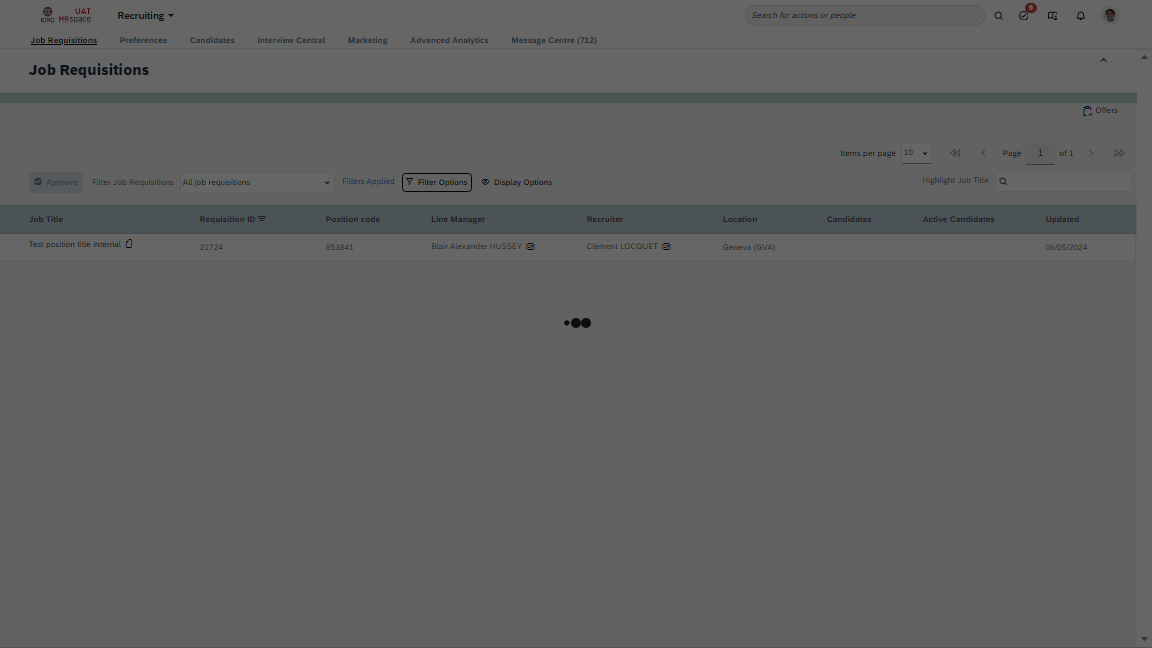 ICRC UAT HRspace Recruiting Search for actions or people 9
Job Requisitions Preferences Candidates Interview Central Marketing Advanced Analytics Message Centre (712)
Job Requisitions
Offers
Items per page 10 Page 1 of 1
Approve Filter Job Requisitions All job requisitions Filters Applied Filter Options Display Options Highlight Job Title
Job Title Requisition ID Position code Line Manager Recruiter Location Candidates Active Candidates Updated
Test position title internal 21724 853841 Blair Alexander HUSSEY Clement LOCQUET Geneva (GVA) - - 06/05/2024